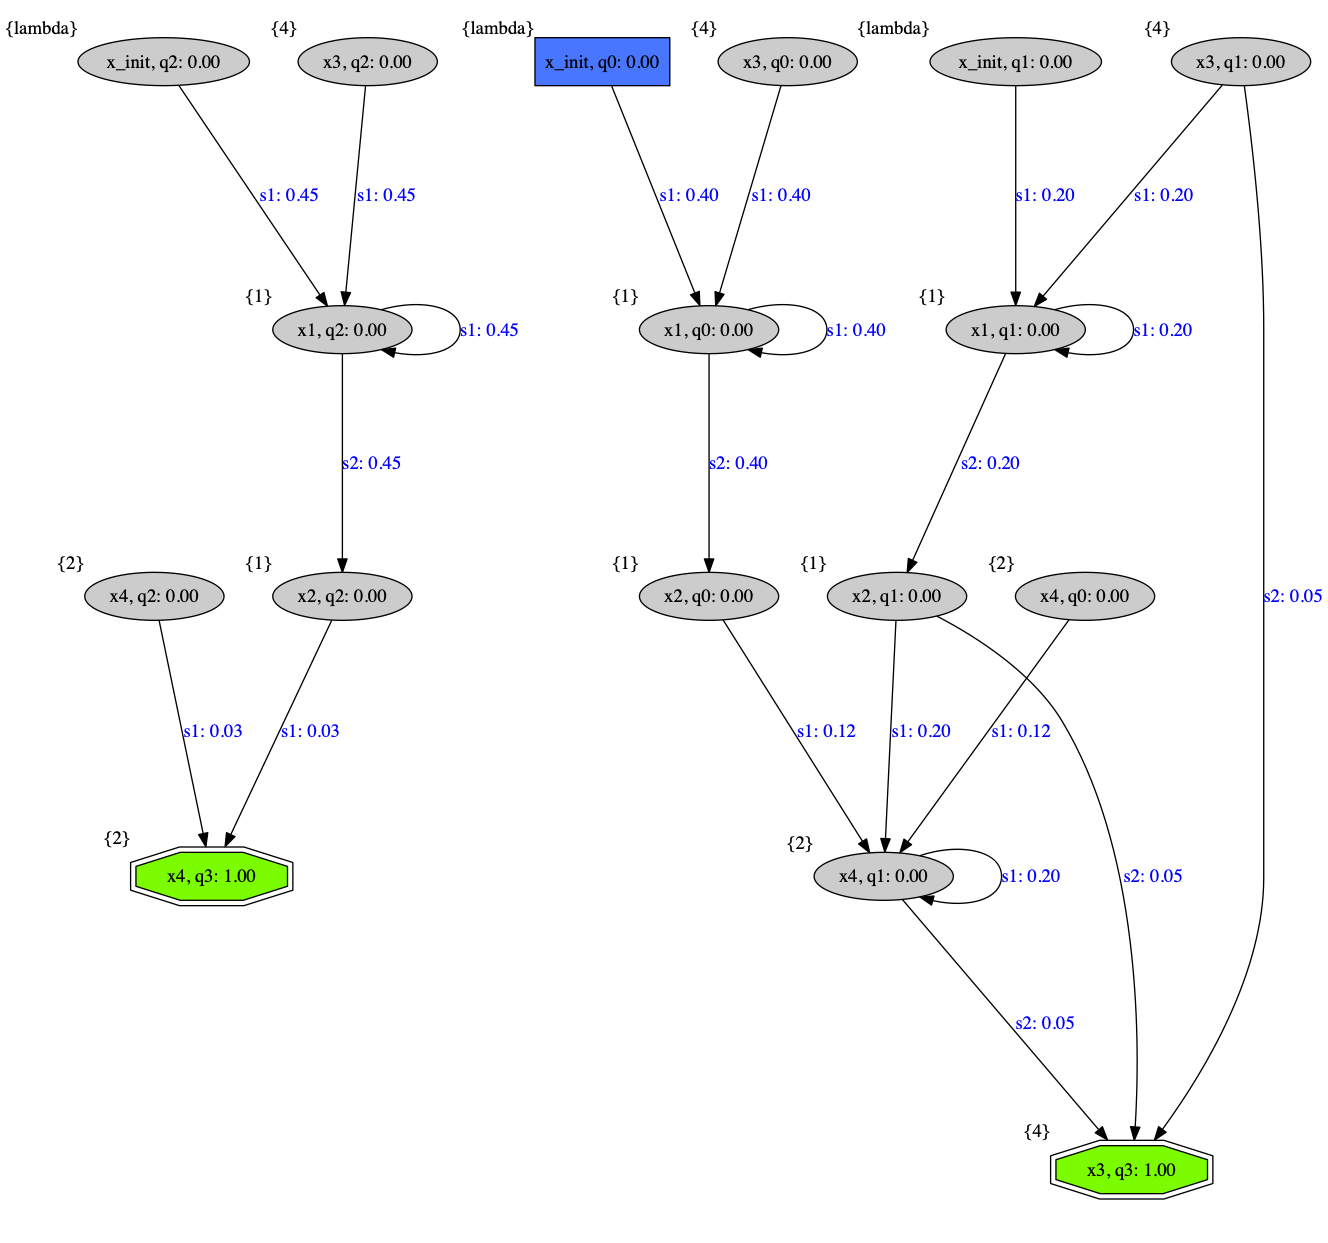 {lambda}
{4}
{lambda}
{4}
{lambda}
{4}
x_init, q2: 0.00
x3, q2: 0.00
x_init, q0: 0.00
x3, q0: 0.00
x_init, q1: 0.00
x3, q1: 0.00
s1: 0.45
s1: 0.45
s1: 0.40
s1: 0.40
s1: 0.20
s1: 0.20
{1}
{1}
{1}
x1, q2: 0.00
s1: 0.45
x1, q0: 0.00
s1: 0.40
x1, q1: 0.00
s1: 0.20
s2: 0.45
s2: 0.40
s2: 0.20
{2}
{1}
{1}
{1}
{2}
x4, q2: 0.00
x2, q2: 0.00
x2, q0: 0.00
x2, q1: 0.00
x4, q0: 0.00
s2: 0.05
s1: 0.03
s1: 0.03
s1: 0.12
s1: 0.20
s1: 0.12
{2}
{2}
x4, q3: 1.00
x4, q1: 0.00
s1: 0.20
s2: 0.05
s2: 0.05
{4}
x3, q3: 1.00